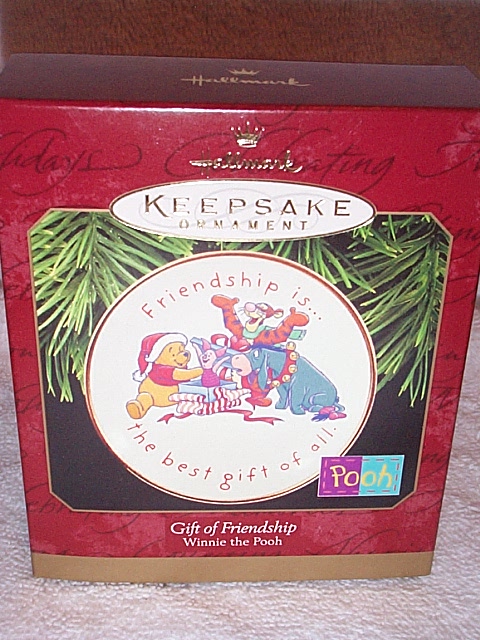 Hallmark
Hallmark
KEEPSAKE
ORNAMENT
Friendship is...
the best gift of all.
Pooh
Gift of Friendship
Winnie the Pooh